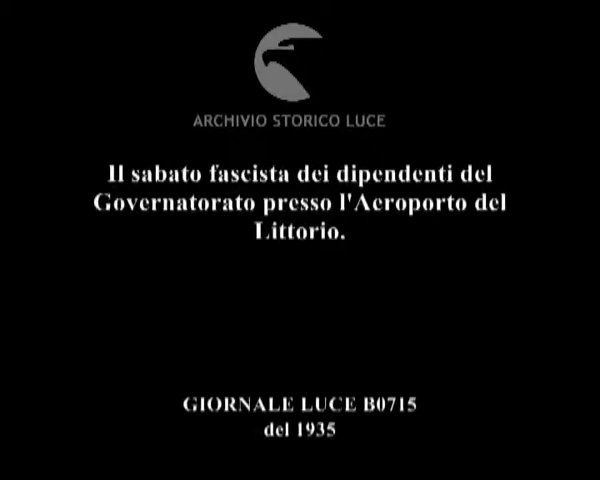 ARCHIVIO STORICO LUCE
Il sabato fascista dei dipendenti del
Governatorato presso l'Aeroporto del
Littorio.
GIORNALE LUCE B0715
del 1935